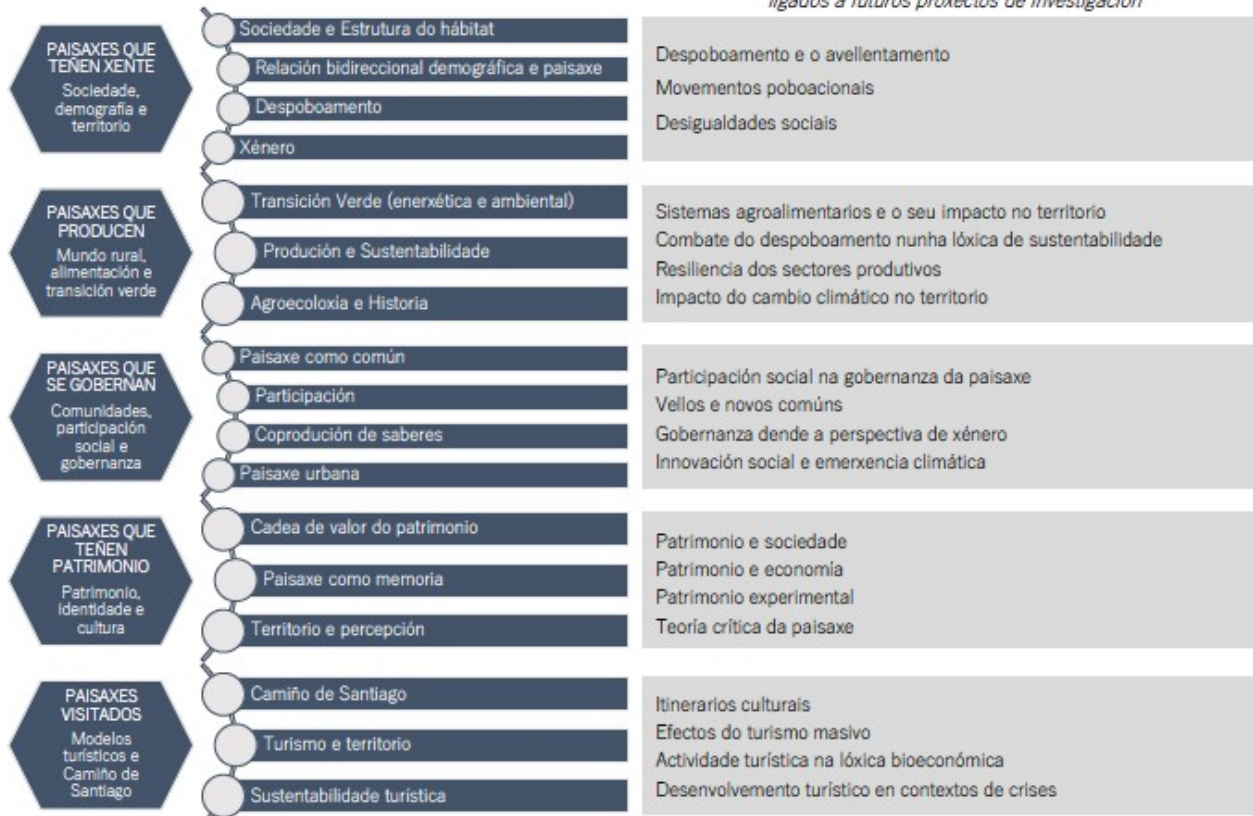 ligados a futuros proxectos de investigación
PAISAXES QUE
TEÑEN XENTE
Sociedade,
demografía e
territorio
Sociedade e Estrutura do hábitat
Relación bidireccional demográfica e paisaxe
Despoboamento
Xénero
Despoboamento e o avellentamento
Movementos poboacionais
Desigualdades sociais
PAISAXES QUE
PRODUCEN
Mundo rural,
alimentación e
transición verde
Transición Verde (enerxética e ambiental)
Produción e Sustentabilidade
Agroecoloxia e Historia
Sistemas agroalimentarios e o seu impacto no territorio
Combate do despoboamento nunha lóxica de sustentabilidade
Resiliencia dos sectores produtivos
Impacto do cambio climático no territorio
PAISAXES QUE
SE GOBERNAN
Comunidades,
participación
social e
gobernanza
Paisaxe como común
Participación
Coprodución de saberes
Paisaxe urbana
Participación social na gobernanza da paisaxe
Vellos e novos comúns
Gobernanza dende a perspectiva de xénero
Innovación social e emerxencia climática
PAISAXES QUE
TEÑEN
PATRIMONIO
Patrimonio,
identidade e
cultura
Cadea de valor do patrimonio
Paisaxe como memoria
Territorio e percepción
Patrimonio e sociedade
Patrimonio e economía
Patrimonio experimental
Teoría crítica da paisaxe
PAISAXES
VISITADOS
Modelos
turísticos e
Camiño de
Santiago
Camiño de Santiago
Turismo e territorio
Sustentabilidade turística
Itinerarios culturais
Efectos do turismo masivo
Actividade turística na lóxica bioeconómica
Desenvolvemento turístico en contextos de crises